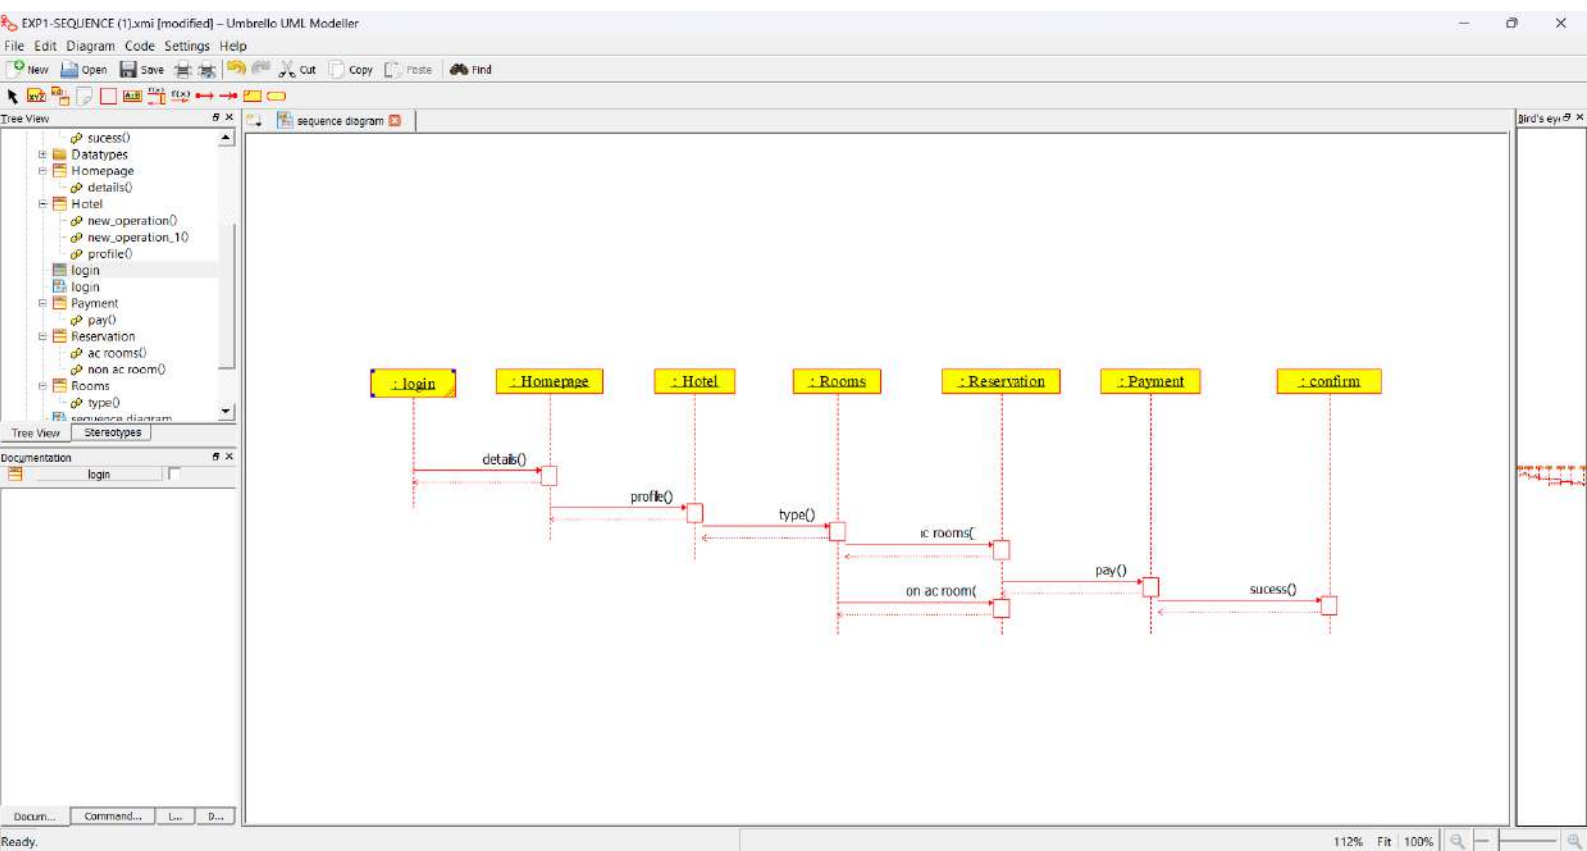 EXP1-SEQUENCE (1).xmi [modified] – Umbrello UML Modeller
File Edit Diagram Code Settings Help
New Open Save Cut Copy Paste Find
Tree View
sequence diagram
Bird's eye
sucess()
Datatypes
Homepage
details()
Hotel
new_operation()
new_operation_1()
profile()
login
login
Payment
pay()
Reservation
ac rooms()
non ac room()
Rooms
type()
sequence diagram
Tree View Stereotypes
Documentation
login
: login : Homepage : Hotel : Rooms : Reservation : Payment : confirm
details()
profile()
type()
ic rooms(
pay()
on ac room(
sucess()
Docum... Command... L... D...
Ready.
112% Fit 100%